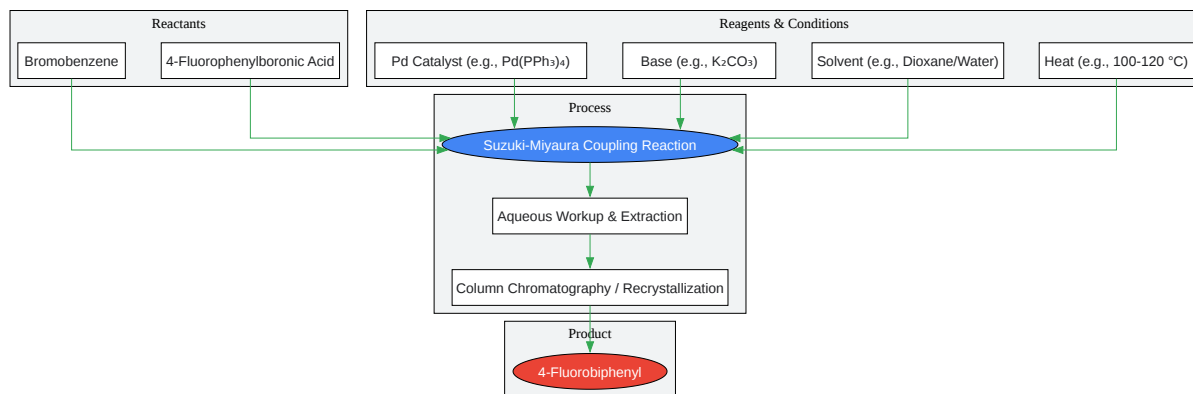 Reactants
Reagents & Conditions
Bromobenzene
4-Fluorophenylboronic Acid
Pd Catalyst (e.g., Pd(PPh₃)₄)
Base (e.g., K₂CO₃)
Solvent (e.g., Dioxane/Water)
Heat (e.g., 100-120 °C)
Process
Suzuki-Miyaura Coupling Reaction
Aqueous Workup & Extraction
Column Chromatography / Recrystallization
Product
4-Fluorobiphenyl